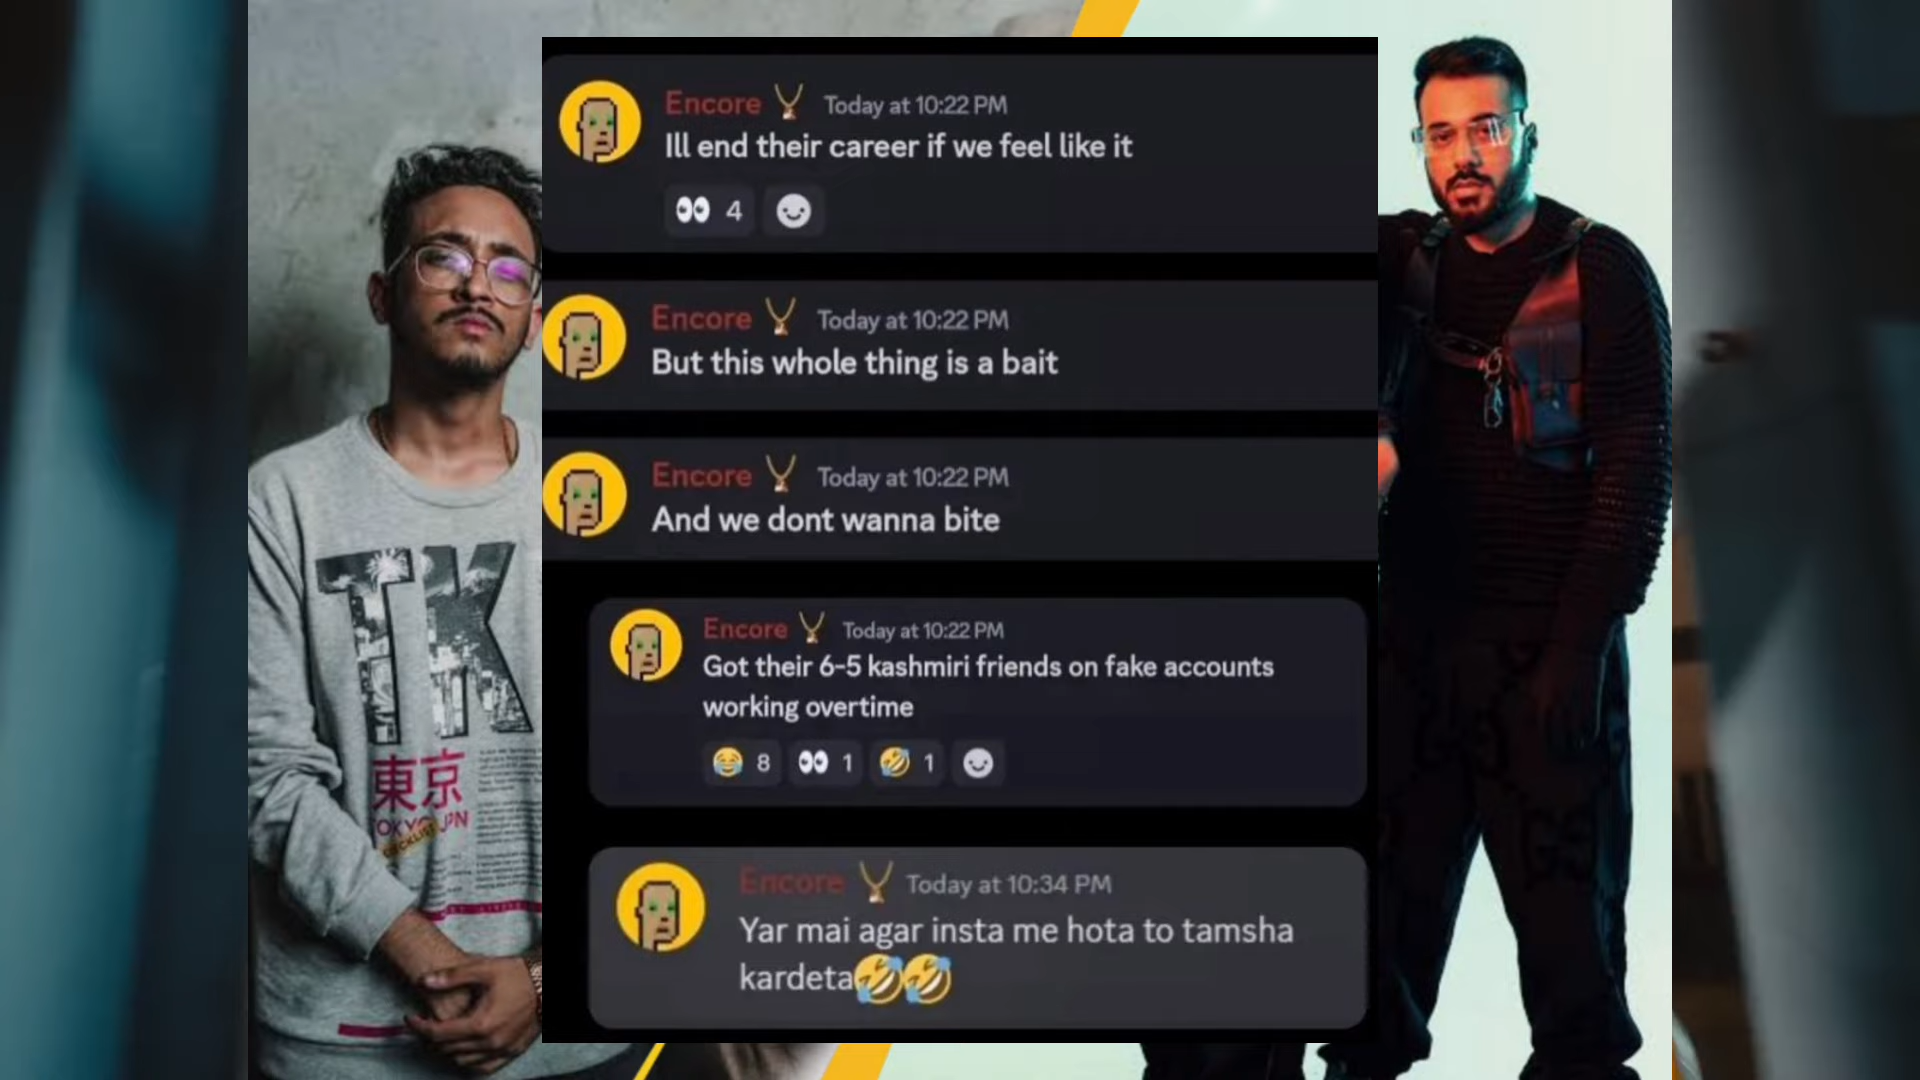 Encore Today at 10:22 PM
Ill end their career if we feel like it
👀 4
Encore Today at 10:22 PM
But this whole thing is a bait
Encore Today at 10:22 PM
And we dont wanna bite
Encore Today at 10:22 PM
Got their 6-5 kashmiri friends on fake accounts
working overtime
😂 8 👀 1 🤣 1
Encore Today at 10:34 PM
Yar mai agar insta me hota to tamsha
kardeta🤣🤣
TK
東京